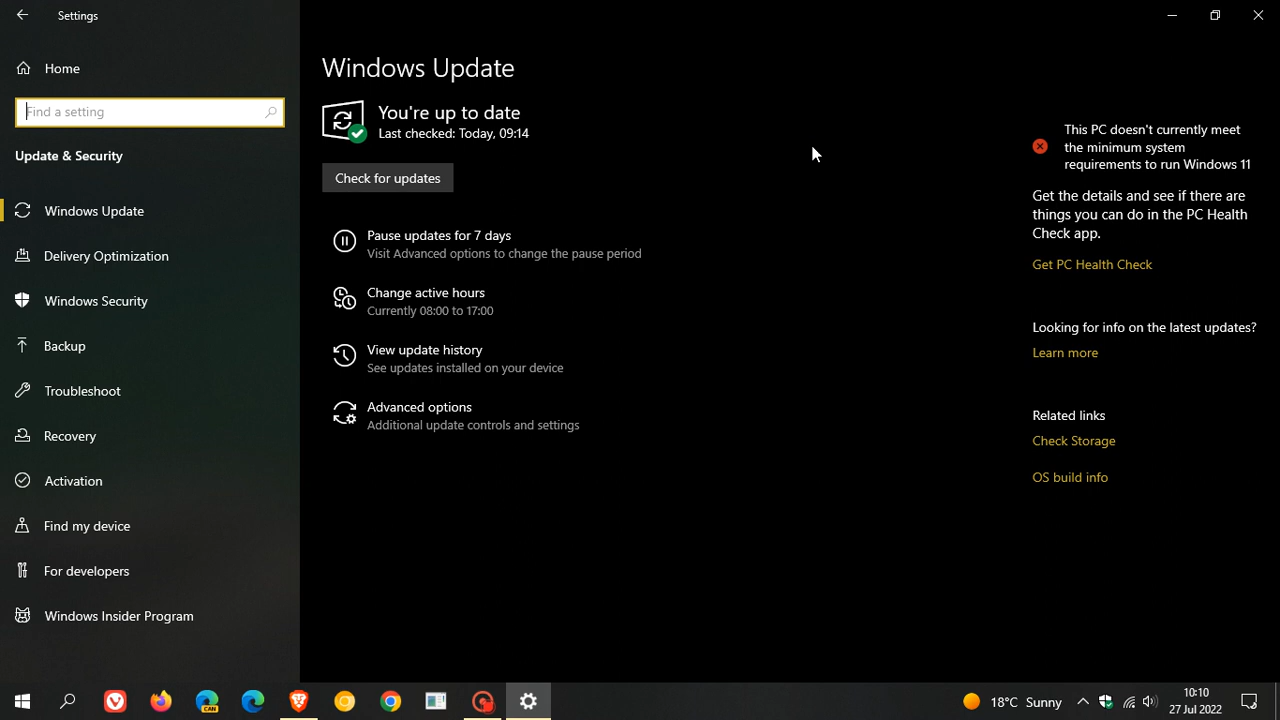 Settings
Home
Find a setting
Update & Security
Windows Update
Delivery Optimization
Windows Security
Backup
Troubleshoot
Recovery
Activation
Find my device
For developers
Windows Insider Program
Windows Update
You're up to date
Last checked: Today, 09:14
Check for updates
Pause updates for 7 days
Visit Advanced options to change the pause period
Change active hours
Currently 08:00 to 17:00
View update history
See updates installed on your device
Advanced options
Additional update controls and settings
This PC doesn't currently meet
the minimum system
requirements to run Windows 11
Get the details and see if there are
things you can do in the PC Health
Check app.
Get PC Health Check
Looking for info on the latest updates?
Learn more
Related links
Check Storage
OS build info
CAN
18°C Sunny
10:10
27 Jul 2022